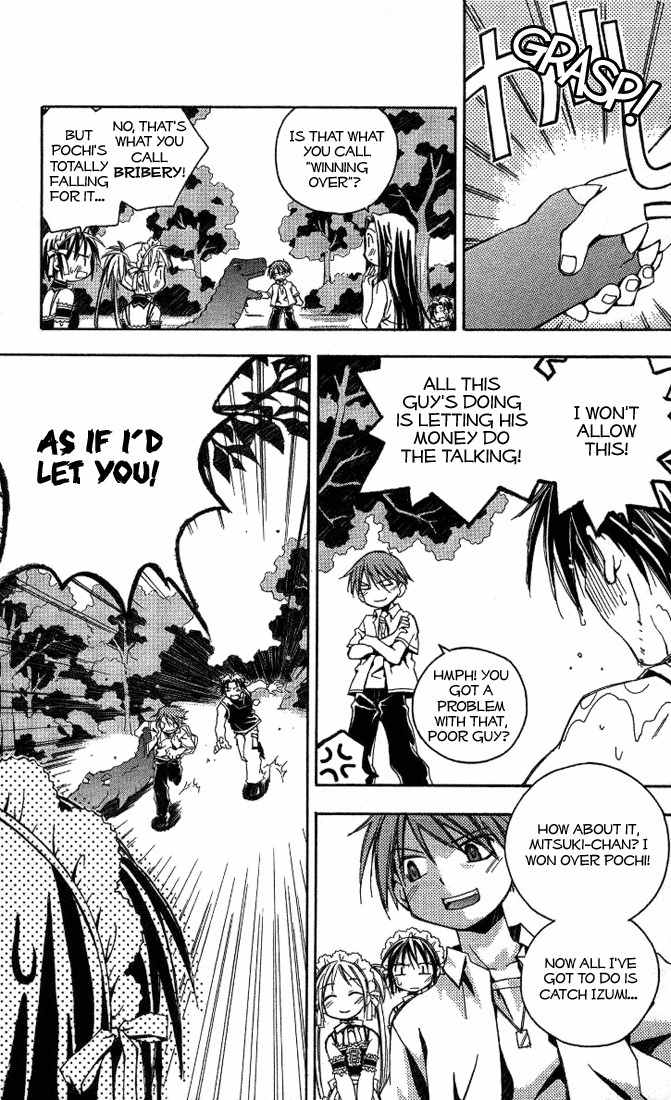 GRASP!
IS THAT WHAT
YOU CALL
"WINNING
OVER"?
NO, THAT'S
WHAT YOU
CALL
BRIBERY!
BUT
POCHI'S
TOTALLY
FALLING
FOR IT...
I WON'T
ALLOW
THIS!
ALL THIS
GUY'S DOING
IS LETTING HIS
MONEY DO
THE TALKING!
HMPH! YOU
GOT A
PROBLEM
WITH THAT,
POOR GUY?
HOW ABOUT IT,
MITSUKI-CHAN? I
WON OVER POCHI!
NOW ALL I'VE
GOT TO DO IS
CATCH IZUMI...
AS IF I'D
LET YOU!